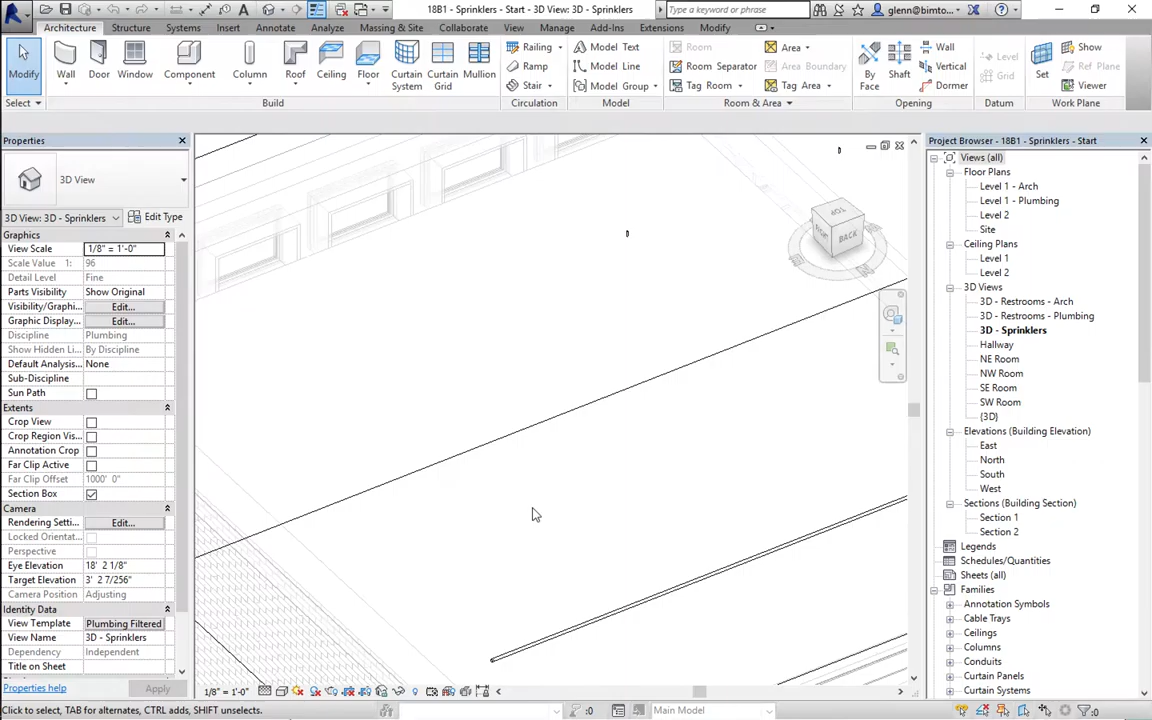 18B1 - Sprinklers - Start - 3D View: 3D - Sprinklers
Type a keyword or phrase
glenn@bimto...
Architecture Structure Systems Insert Annotate Analyze Massing & Site Collaborate View Manage Add-Ins Extensions Modify
Modify Wall Door Window Component Column Roof Ceiling Floor Curtain System Curtain Grid Mullion
Railing Ramp Stair
Model Text Model Line Model Group
Room Room Separator Tag Room
Area Area Boundary Tag Area
By Face Shaft Wall Vertical Dormer
Level Grid
Set Show Ref Plane Viewer
Select Build Circulation Model Room & Area Opening Datum Work Plane
Properties
3D View
3D View: 3D - Sprinklers Edit Type
Graphics
View Scale 1/8" = 1'-0"
Scale Value 1: 96
Detail Level Fine
Parts Visibility Show Original
Visibility/Graphi... Edit...
Graphic Display... Edit...
Discipline Plumbing
Show Hidden Li... By Discipline
Default Analysis... None
Sub-Discipline
Sun Path
Extents
Crop View
Crop Region Vis...
Annotation Crop
Far Clip Active
Far Clip Offset 1000' 0"
Section Box
Camera
Rendering Setti... Edit...
Locked Orientat...
Perspective
Eye Elevation 18' 2 1/8"
Target Elevation 3' 2 7/256"
Camera Position Adjusting
Identity Data
View Template Plumbing Filtered
View Name 3D - Sprinklers
Dependency Independent
Title on Sheet
Properties help Apply
TOP
RIGHT
BACK
Project Browser - 18B1 - Sprinklers - Start
Views (all)
Floor Plans
Level 1 - Arch
Level 1 - Plumbing
Level 2
Site
Ceiling Plans
Level 1
Level 2
3D Views
3D - Restrooms - Arch
3D - Restrooms - Plumbing
3D - Sprinklers
Hallway
NE Room
NW Room
SE Room
SW Room
{3D}
Elevations (Building Elevation)
East
North
South
West
Sections (Building Section)
Section 1
Section 2
Legends
Schedules/Quantities
Sheets (all)
Families
Annotation Symbols
Cable Trays
Ceilings
Columns
Conduits
Curtain Panels
Curtain Systems
1/8" = 1'-0"
Click to select, TAB for alternates, CTRL adds, SHIFT unselects.
:0
Main Model
:0